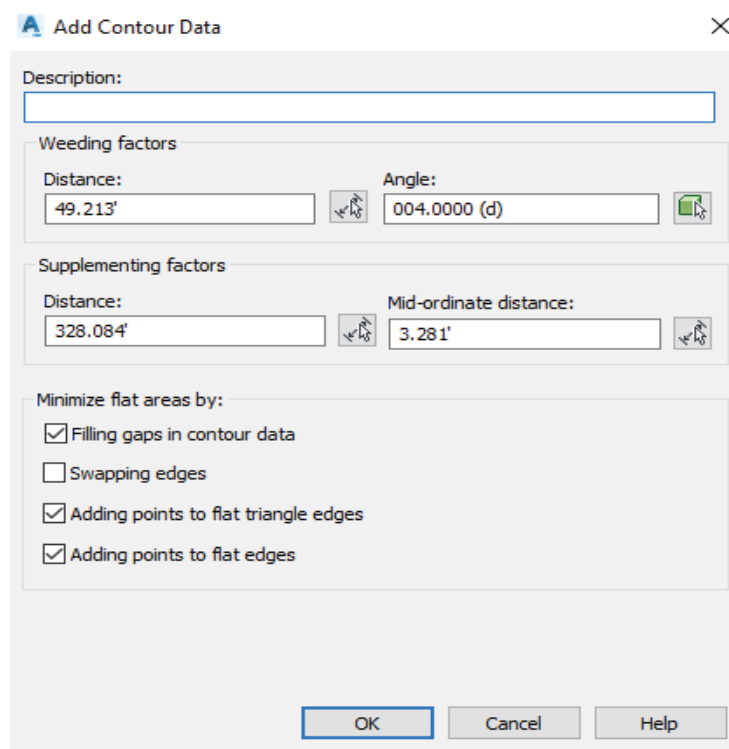 Add Contour Data
Description:
Weeding factors
Distance: Angle:
49.213' 004.0000 (d)
Supplementing factors
Distance: Mid-ordinate distance:
328.084' 3.281'
Minimize flat areas by:
Filling gaps in contour data
Swapping edges
Adding points to flat triangle edges
Adding points to flat edges
OK Cancel Help